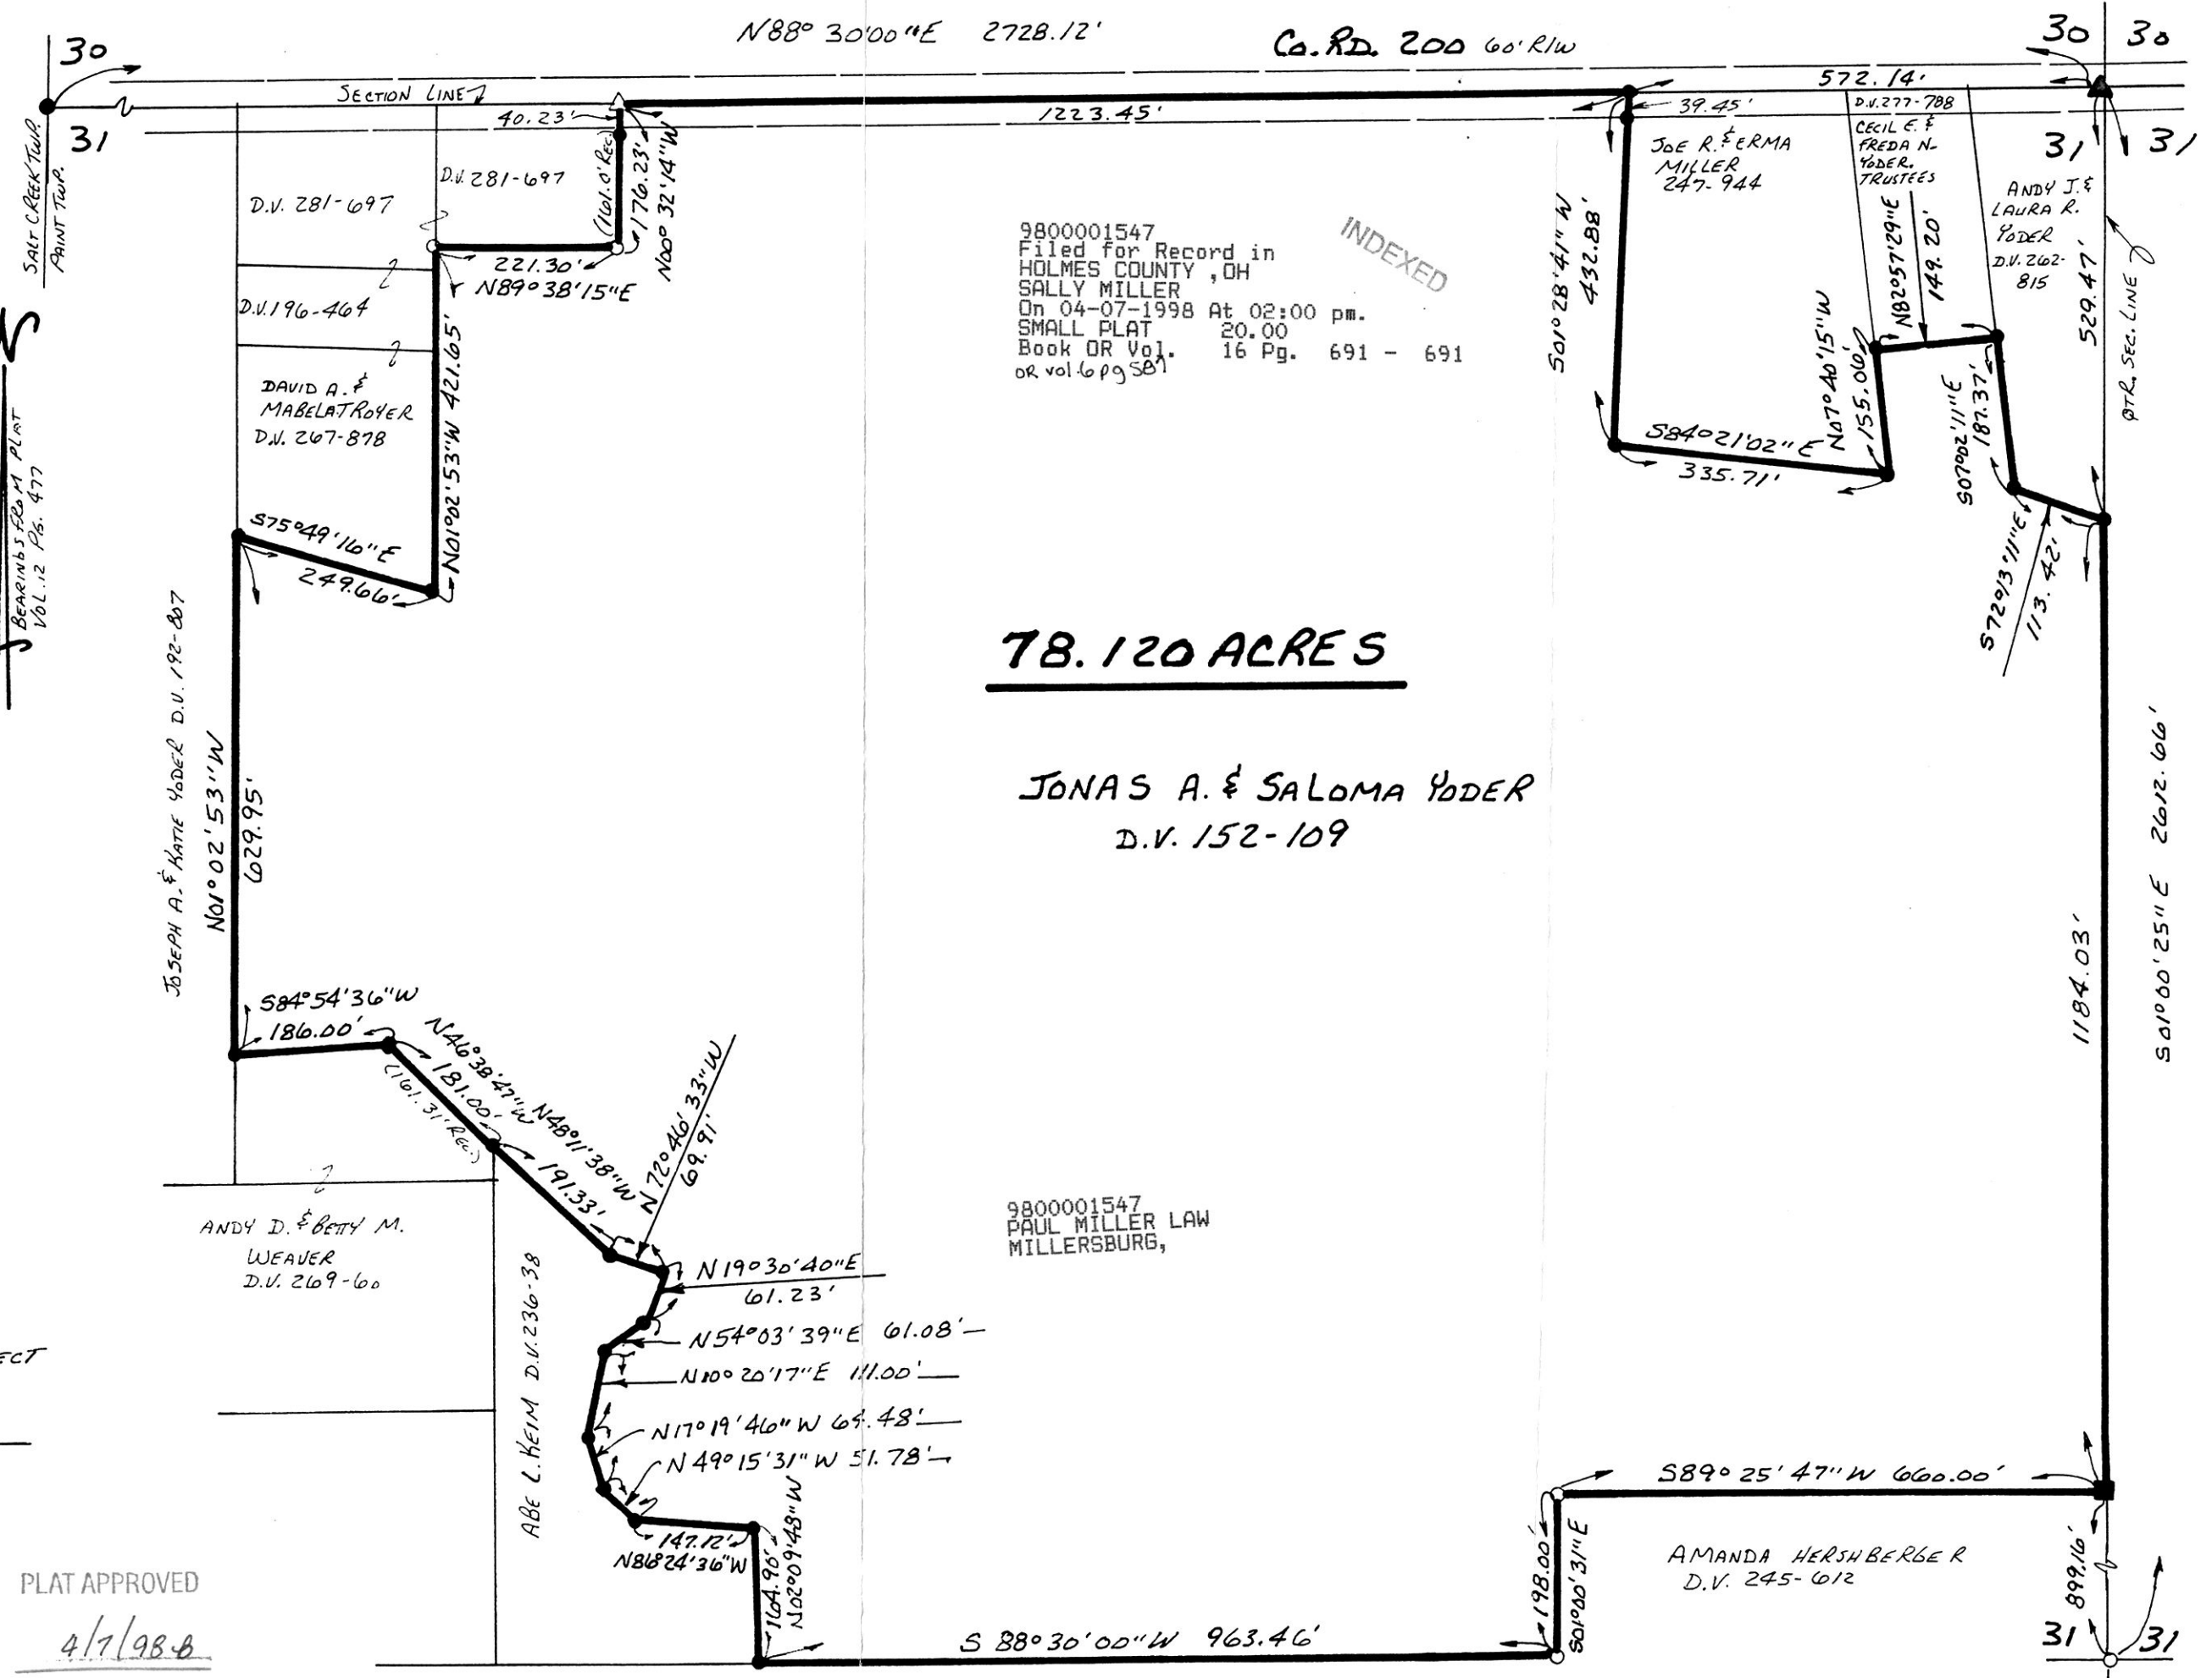 N88° 30'00"E 2728.12'
Co. RD. 200 60' R/W
30
30
30
31
31
31
SALT CREEK TWP.
PAINT TWP.
SECTION LINE
40.23'
1223.45'
39.45'
572.14'
D.V. 281-697
D.V. 281-697
(161.0' REC)
176.23'
N00° 32' 14" W
221.30'
N89° 38' 15" E
D.V. 196-464
DAVID A. &
MABEL A. TROYER
D.V. 267-878
N01° 02' 53" W 421.65'
S75° 49' 16" E
249.66'
BEARINGS FROM PLAT
VOL. 12 PG. 477
9800001547
Filed for Record in
HOLMES COUNTY ,OH
SALLY MILLER
On 04-07-1998 At 02:00 pm.
SMALL PLAT 20.00
Book OR Vol. 16 Pg. 691 - 691
OR vol. 6 pg 587
INDEXED
JOE R. & ERMA
MILLER
247-944
S01° 28' 41" W
432.88'
S84° 21' 02" E
335.71'
D.V. 277-788
CECIL E. &
FREDA N.
YODER,
TRUSTEES
N82° 57' 29" E
149.20'
N07° 40' 15" W
155.06'
ANDY J. &
LAURA R.
YODER
D.V. 262-
815
S07° 02' 11" E
187.37'
S72° 13' 11" E
113.42'
529.47'
QTR. SEC. LINE
78.120 ACRES
JONAS A. & SALOMA YODER
D.V. 152-109
JOSEPH A. & KATIE YODER D.V. 192-807
N01° 02' 53" W
629.95'
S84° 54' 36" W
186.00'
N46° 38' 47" W
181.00'
(161.31' REC.)
N48° 11' 38" W
191.33'
N 72° 46' 33" W
69.91'
N 19° 30' 40" E
61.23'
N54° 03' 39" E 61.08'
N10° 20' 17" E 111.00'
N17° 19' 46" W 64.48'
N 49° 15' 31" W 51.78'
147.12'
N86° 24' 36" W
164.96'
N02° 09' 48" W
ANDY D. & BETTY M.
WEAVER
D.V. 269-60
ABE L. KEIM D.V. 236-38
9800001547
PAUL MILLER LAW
MILLERSBURG,
1184.03'
S 01° 00' 25" E 2612.66'
S89° 25' 47" W 660.00'
198.00'
S01° 00' 31" E
AMANDA HERSHBERGER
D.V. 245-612
899.16'
S 88° 30' 00" W 963.46'
31
31
ECT
PLAT APPROVED
4/7/98